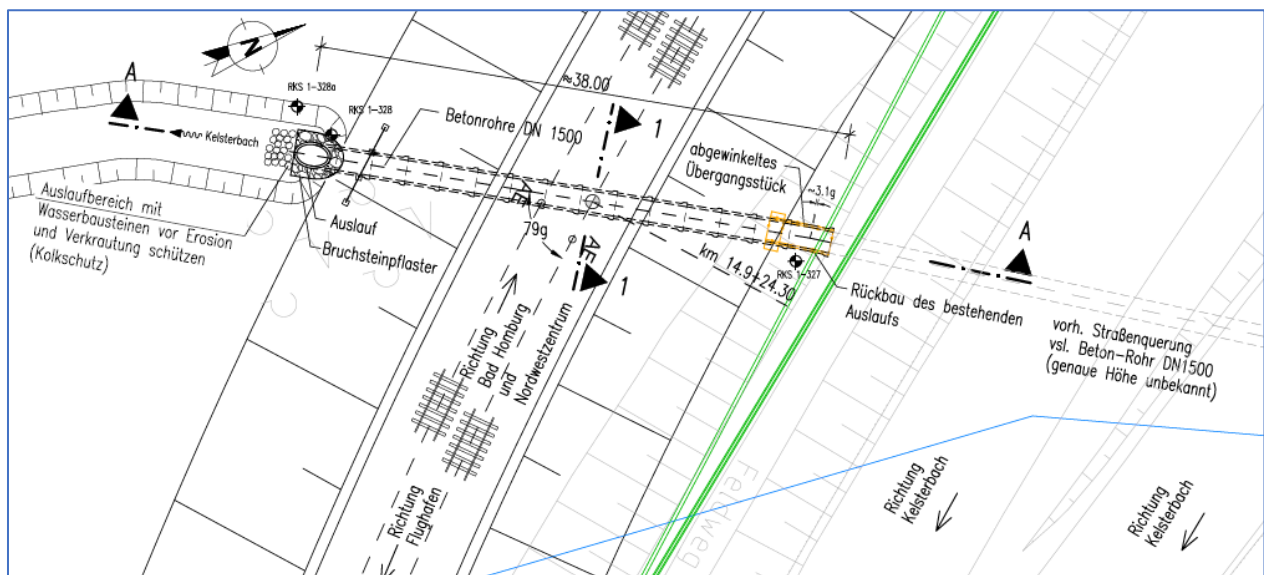 N
A
RKS 1-328a
RKS 1-328
Kelsterbach
Betonrohre DN 1500
≈38.00
1
abgewinkeltes
Übergangsstück
~3.1g
Auslaufbereich mit
Wasserbausteinen vor Erosion
und Verkrautung schützen
(Kolkschutz)
Auslauf
Bruchsteinpflaster
79g
1
km 14.9+24.30
RKS 1-327
A
Rückbau des bestehenden
Auslaufs
vorh. Straßenquerung
vsl. Beton-Rohr DN1500
(genaue Höhe unbekannt)
Richtung
Bad Homburg
und
Nordwestzentrum
Richtung
Flughafen
Feldweg
Richtung
Kelsterbach
Richtung
Kelsterbach